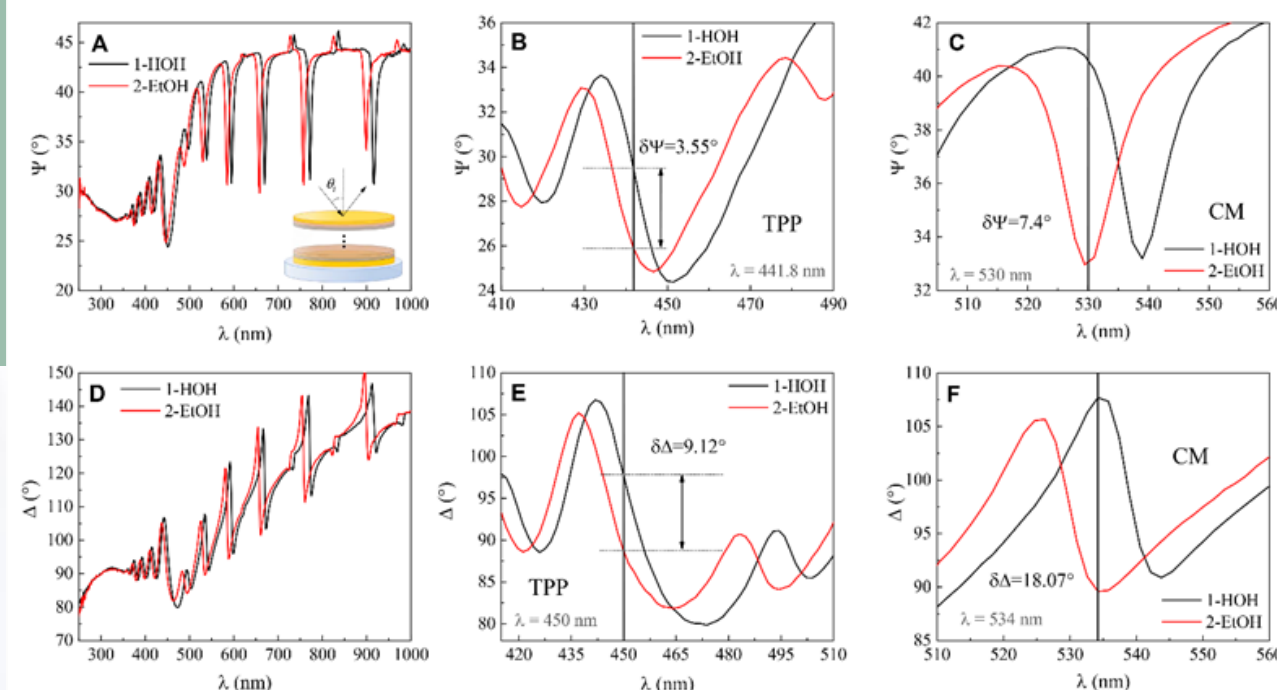 A
1-HOH
2-EtOH
45
40
35
30
25
20
Ψ (°)
θi
300 400 500 600 700 800 900 1000
λ (nm)
B
1-HOH
2-EtOH
36
34
32
30
28
26
24
Ψ (°)
δΨ=3.55°
TPP
λ = 441.8 nm
410 430 450 470 490
λ (nm)
C
42
40
38
36
34
32
Ψ (°)
δΨ=7.4°
CM
1-HOH
2-EtOH
λ = 530 nm
510 520 530 540 550 560
λ (nm)
D
1-HOH
2-EtOH
150
140
130
120
110
100
90
80
70
Δ (°)
300 400 500 600 700 800 900 1000
λ (nm)
E
1-HOH
2-EtOH
110
105
100
95
90
85
80
Δ (°)
δΔ=9.12°
TPP
λ = 450 nm
420 435 450 465 480 495 510
λ (nm)
F
110
105
100
95
90
85
Δ (°)
CM
δΔ=18.07°
1-HOH
2-EtOH
λ = 534 nm
510 520 530 540 550 560
λ (nm)